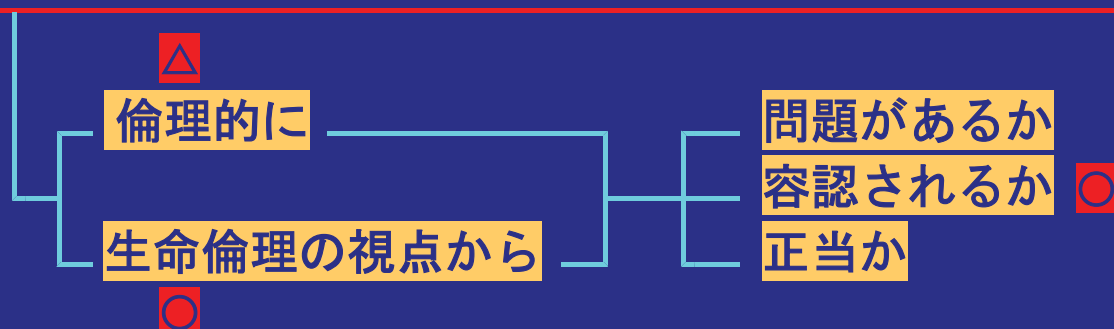 △
倫理的に
生命倫理の視点から
○
問題があるか
容認されるか ○
正当か